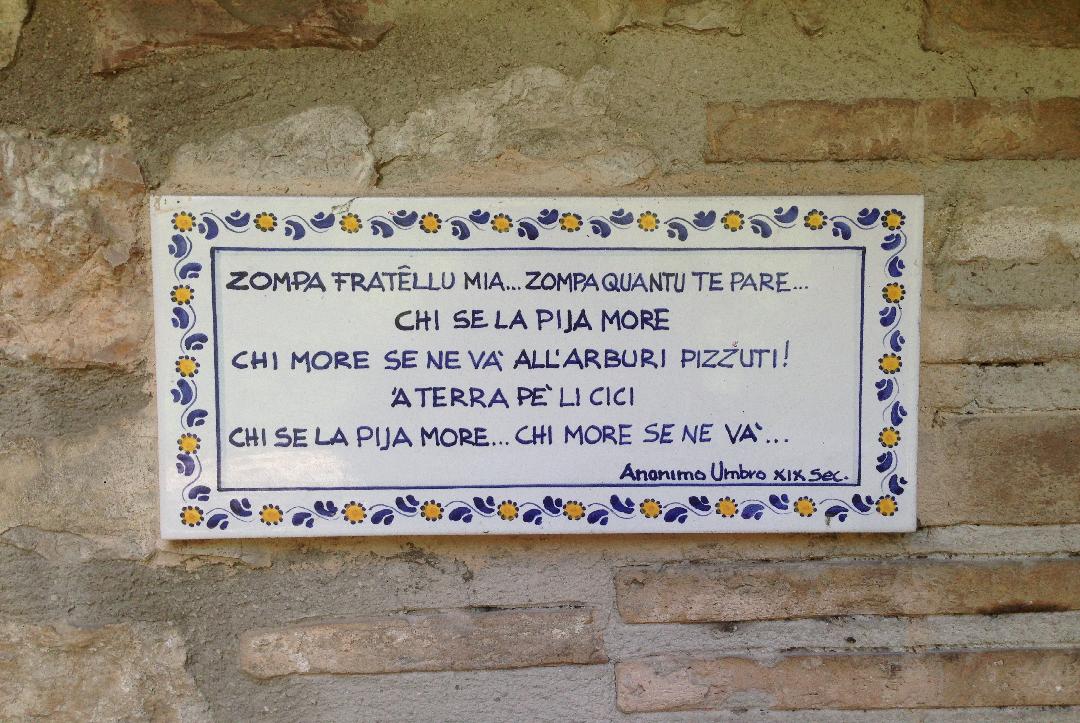 ZOMPA FRATÊLLU MIA... ZOMPA QUANTU TE PARE...
CHI SE LA PIJA MORE
CHI MORE SE NE VA' ALL'ARBURI PIZZUTI!
'A TERRA PE' LI CICI
CHI SE LA PIJA MORE... CHI MORE SE NE VA'...
Anonimo Umbro XIX Sec.